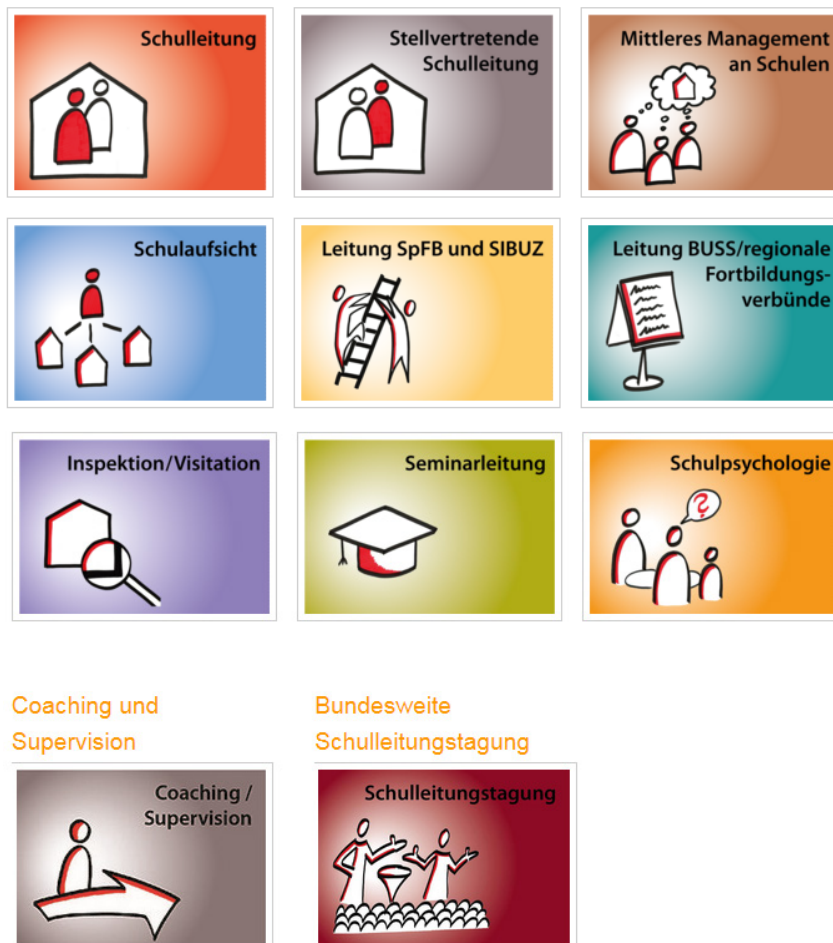 Schulleitung
Stellvertretende
Schulleitung
Mittleres Management
an Schulen
Schulaufsicht
Leitung SpFB und SIBUZ
Leitung BUSS/regionale
Fortbildungs-
verbünde
Inspektion/Visitation
Seminarleitung
Schulpsychologie
?
Coaching und
Supervision
Bundesweite
Schulleitungstagung
Coaching /
Supervision
Schulleitungstagung